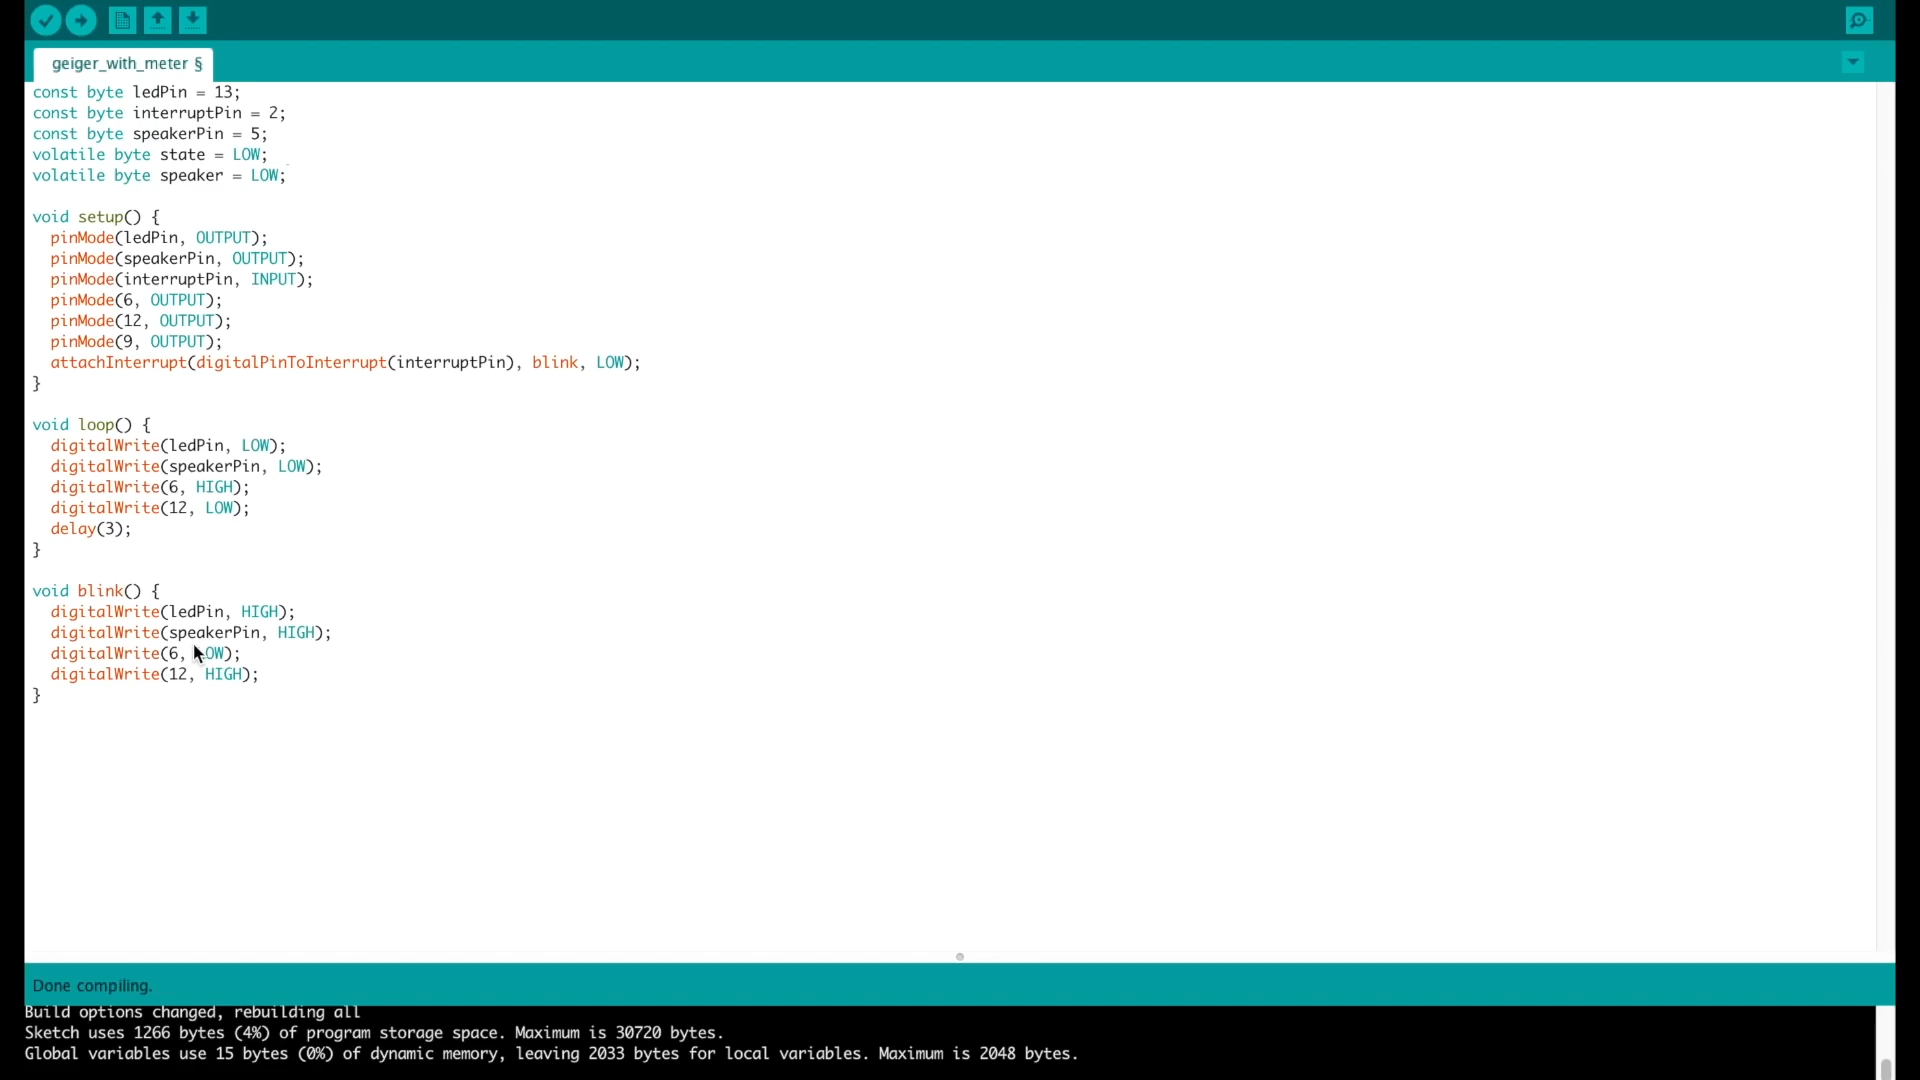 geiger_with_meter §
const byte ledPin = 13;
const byte interruptPin = 2;
const byte speakerPin = 5;
volatile byte state = LOW;
volatile byte speaker = LOW;
void setup() {
pinMode(ledPin, OUTPUT);
pinMode(speakerPin, OUTPUT);
pinMode(interruptPin, INPUT);
pinMode(6, OUTPUT);
pinMode(12, OUTPUT);
pinMode(9, OUTPUT);
attachInterrupt(digitalPinToInterrupt(interruptPin), blink, LOW);
}
void loop() {
digitalWrite(ledPin, LOW);
digitalWrite(speakerPin, LOW);
digitalWrite(6, HIGH);
digitalWrite(12, LOW);
delay(3);
}
void blink() {
digitalWrite(ledPin, HIGH);
digitalWrite(speakerPin, HIGH);
digitalWrite(6, LOW);
digitalWrite(12, HIGH);
}
Done compiling.
Build options changed, rebuilding all
Sketch uses 1266 bytes (4%) of program storage space. Maximum is 30720 bytes.
Global variables use 15 bytes (0%) of dynamic memory, leaving 2033 bytes for local variables. Maximum is 2048 bytes.